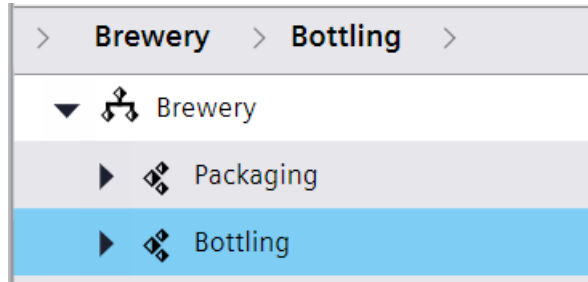 > Brewery > Bottling >
Brewery
Packaging
Bottling